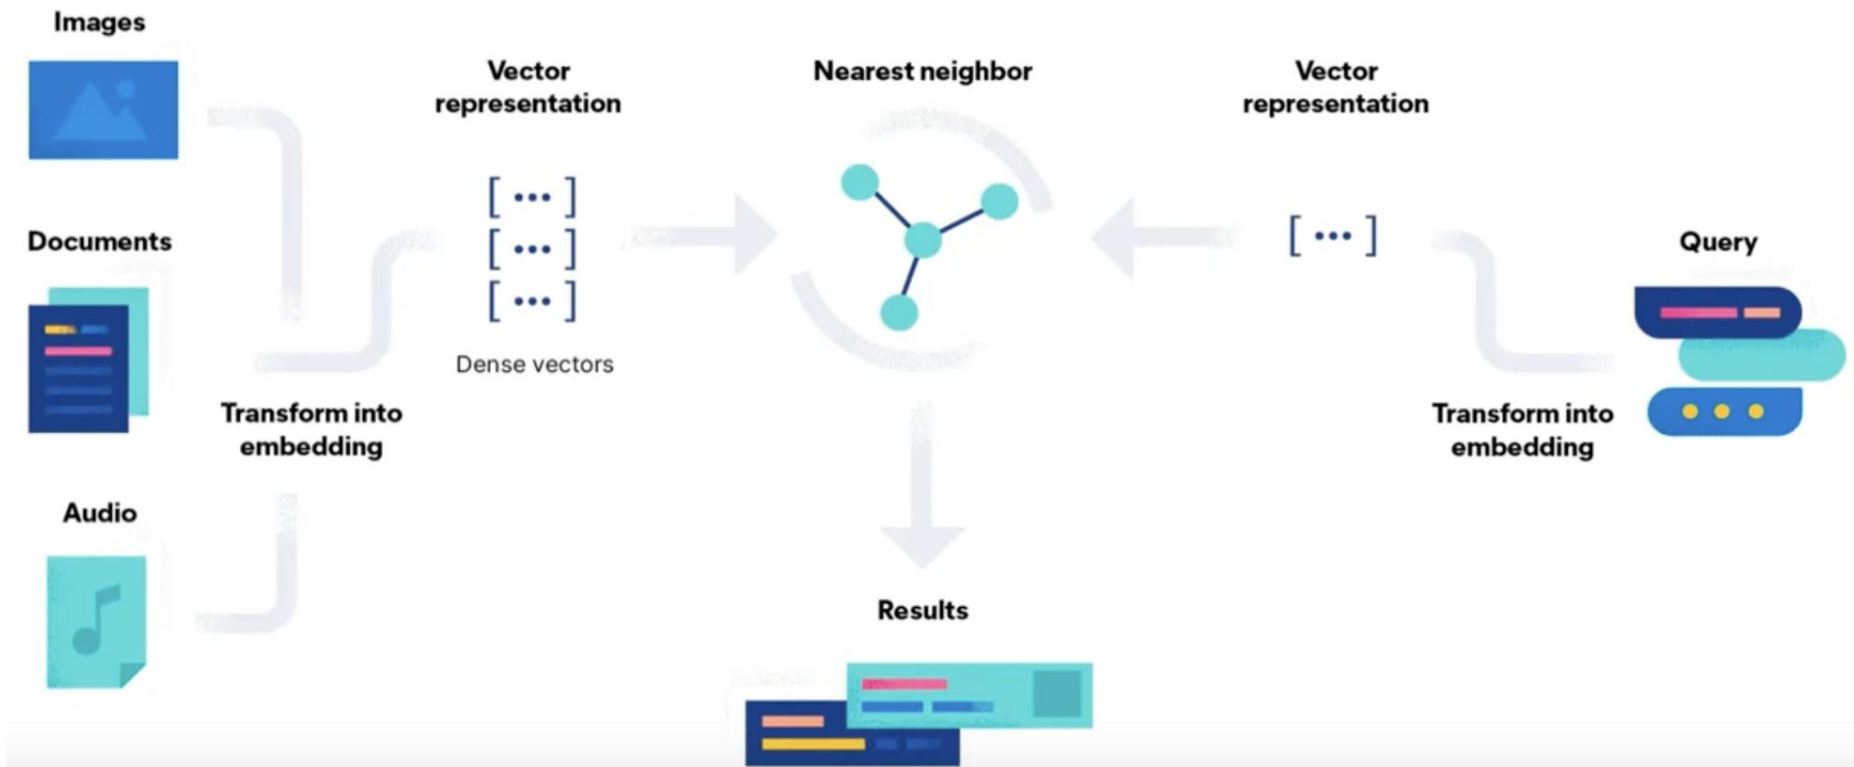 Images
Vector
representation
Nearest neighbor
Vector
representation
[ ••• ]
[ ••• ]
[ ••• ]
[ ••• ]
Documents
Query
Dense vectors
Transform into
embedding
Transform into
embedding
Audio
Results